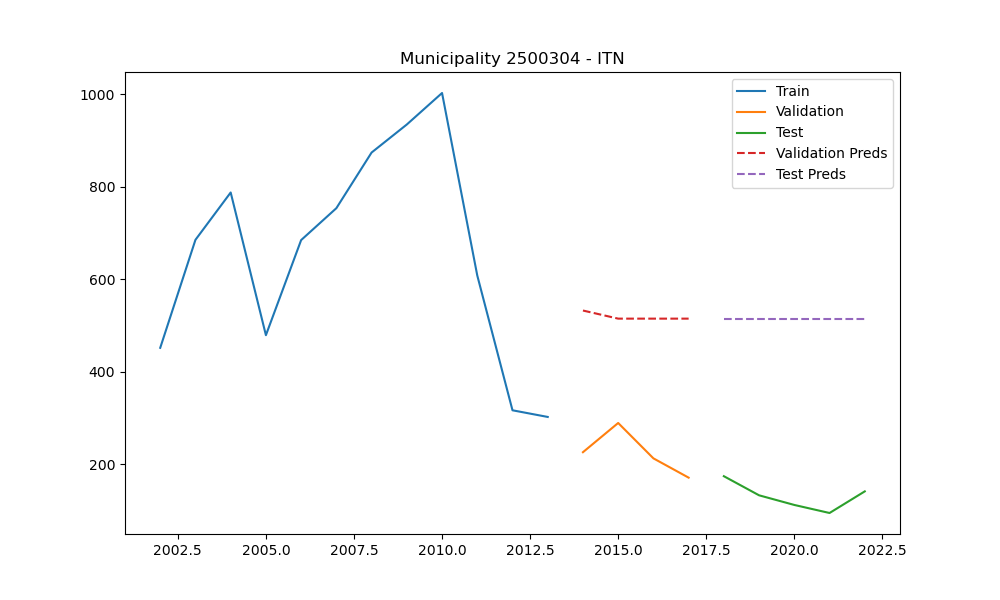 Municipality 2500304 - ITN
Train
Validation
Test
Validation Preds
Test Preds
1000
800
600
400
200
2002.5 2005.0 2007.5 2010.0 2012.5 2015.0 2017.5 2020.0 2022.5